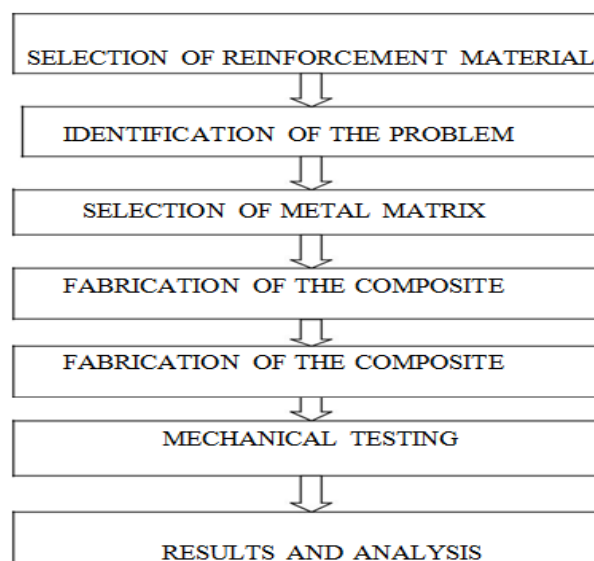 SELECTION OF REINFORCEMENT MATERIAL
IDENTIFICATION OF THE PROBLEM
SELECTION OF METAL MATRIX
FABRICATION OF THE COMPOSITE
FABRICATION OF THE COMPOSITE
MECHANICAL TESTING
RESULTS AND ANALYSIS